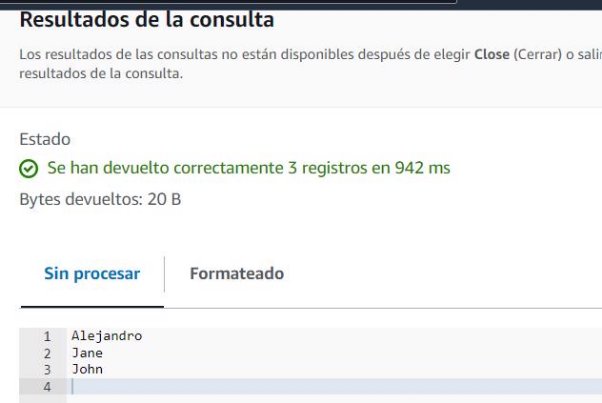 Resultados de la consulta
Los resultados de las consultas no están disponibles después de elegir Close (Cerrar) o
resultados de la consulta.
Estado
Se han devuelto correctamente 3 registros en 942 ms
Bytes devueltos: 20 B
Sin procesar Formateado
1 Alejandro
2 Jane
3 John
4